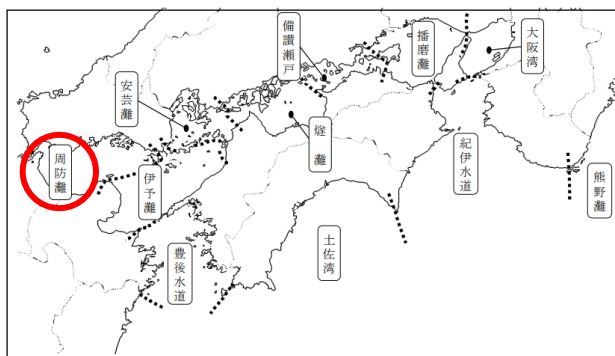 備讃瀬戸
播磨灘
大阪湾
安芸灘
燧灘
紀伊水道
周防灘
伊予灘
熊野灘
土佐湾
豊後水道